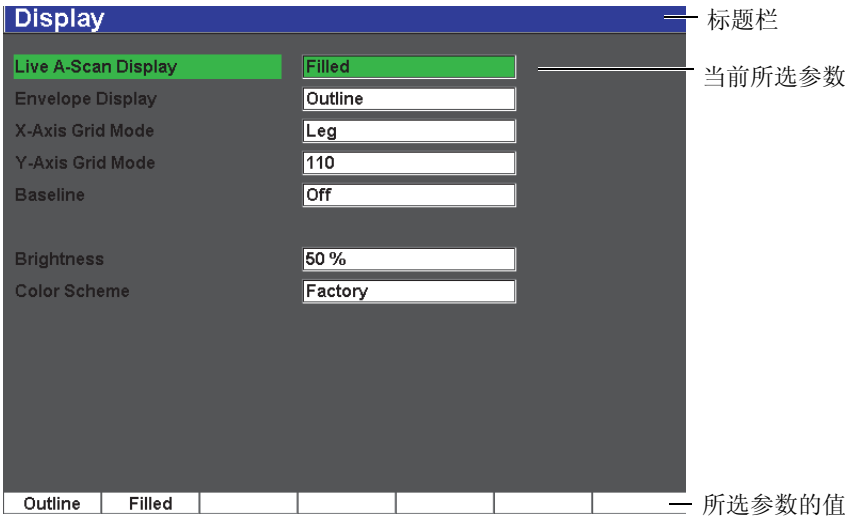 Display
标题栏
Live A-Scan Display Filled
当前所选参数
Envelope Display Outline
X-Axis Grid Mode Leg
Y-Axis Grid Mode 110
Baseline Off
Brightness 50 %
Color Scheme Factory
Outline Filled
所选参数的值